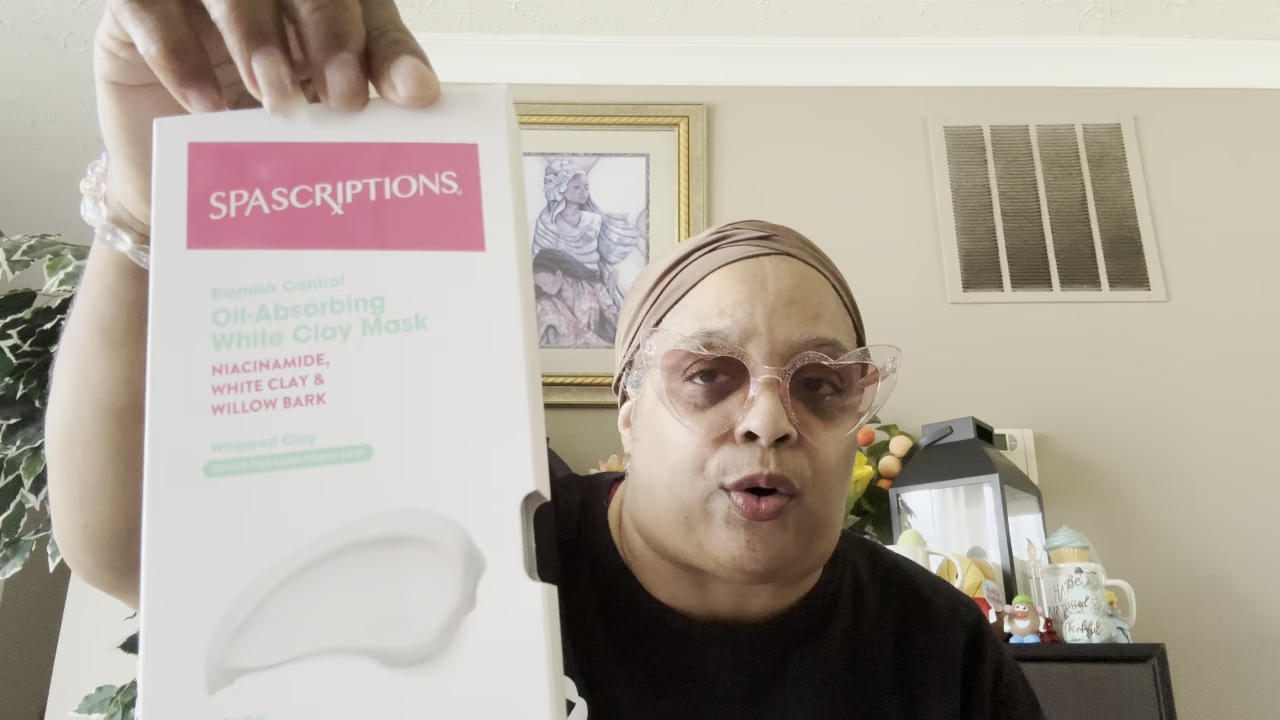 SPASCRIPTIONS®
Blemish Control
Oil-Absorbing
White Clay Mask
NIACINAMIDE,
WHITE CLAY &
WILLOW BARK
Whipped Clay